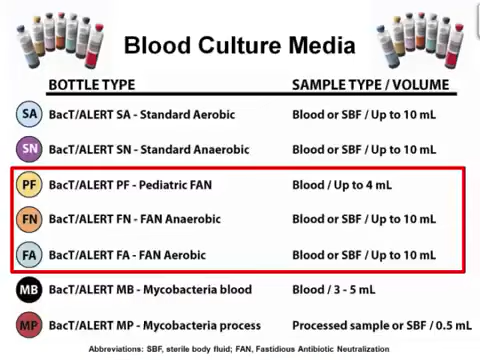 Blood Culture Media
BOTTLE TYPE SAMPLE TYPE / VOLUME
SA BacT/ALERT SA - Standard Aerobic Blood or SBF / Up to 10 mL
SN BacT/ALERT SN - Standard Anaerobic Blood or SBF / Up to 10 mL
PF BacT/ALERT PF - Pediatric FAN Blood / Up to 4 mL
FN BacT/ALERT FN - FAN Anaerobic Blood or SBF / Up to 10 mL
FA BacT/ALERT FA - FAN Aerobic Blood or SBF / Up to 10 mL
MB BacT/ALERT MB - Mycobacteria blood Blood / 3 - 5 mL
MP BacT/ALERT MP - Mycobacteria process Processed sample or SBF / 0.5 mL
Abbreviations: SBF, sterile body fluid; FAN, Fastidious Antibiotic Neutralization